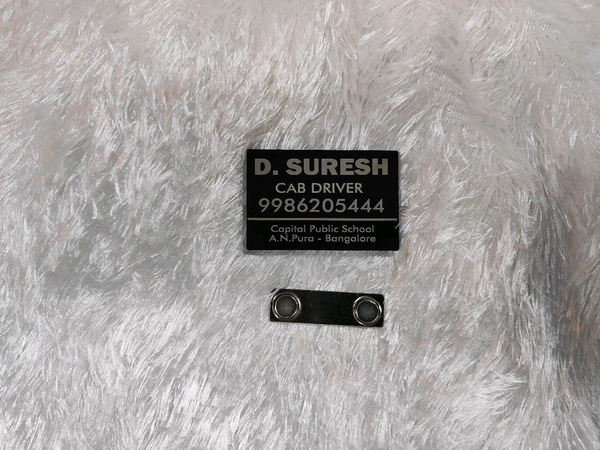 D. SURESH
CAB DRIVER
9986205444
Capital Public School
A.N.Pura - Bangalore